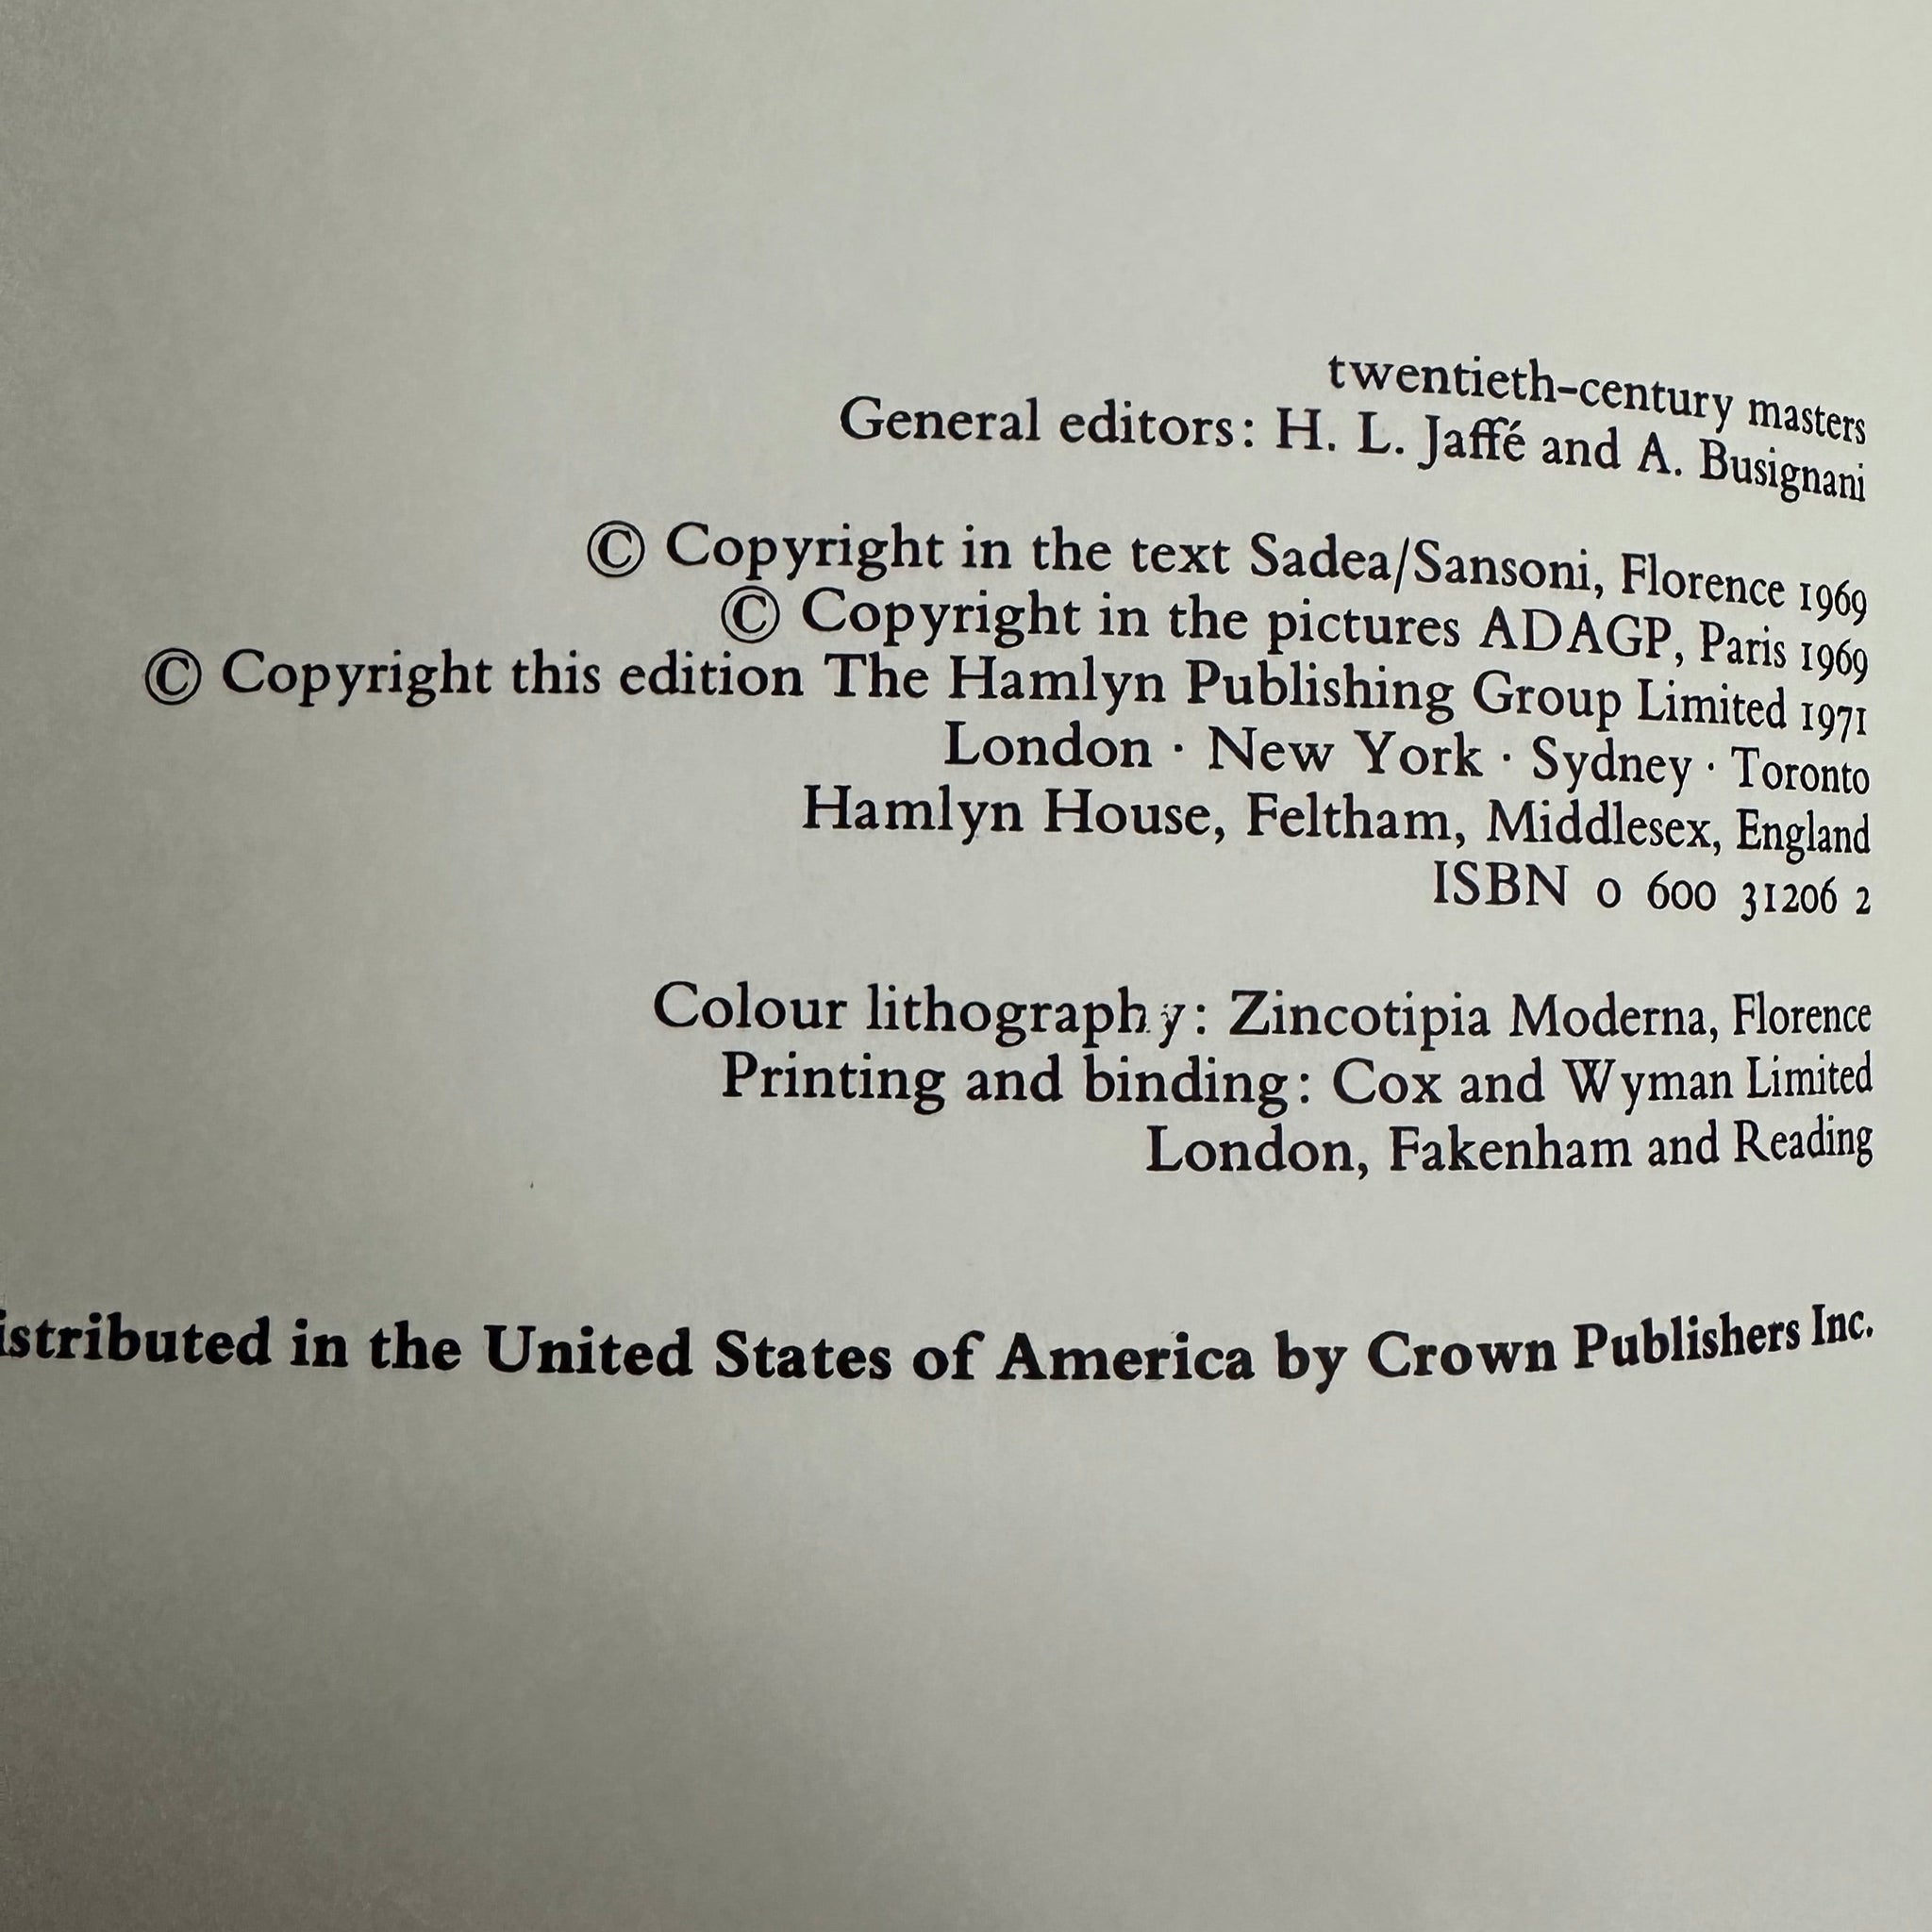 twentieth-century masters
General editors: H. L. Jaffé and A. Busignani
© Copyright in the text Sadea/Sansoni, Florence 1969
© Copyright in the pictures ADAGP, Paris 1969
© Copyright this edition The Hamlyn Publishing Group Limited 1971
London · New York · Sydney · Toronto
Hamlyn House, Feltham, Middlesex, England
ISBN 0 600 31206 2
Colour lithography: Zincotipia Moderna, Florence
Printing and binding: Cox and Wyman Limited
London, Fakenham and Reading
istributed in the United States of America by Crown Publishers Inc.